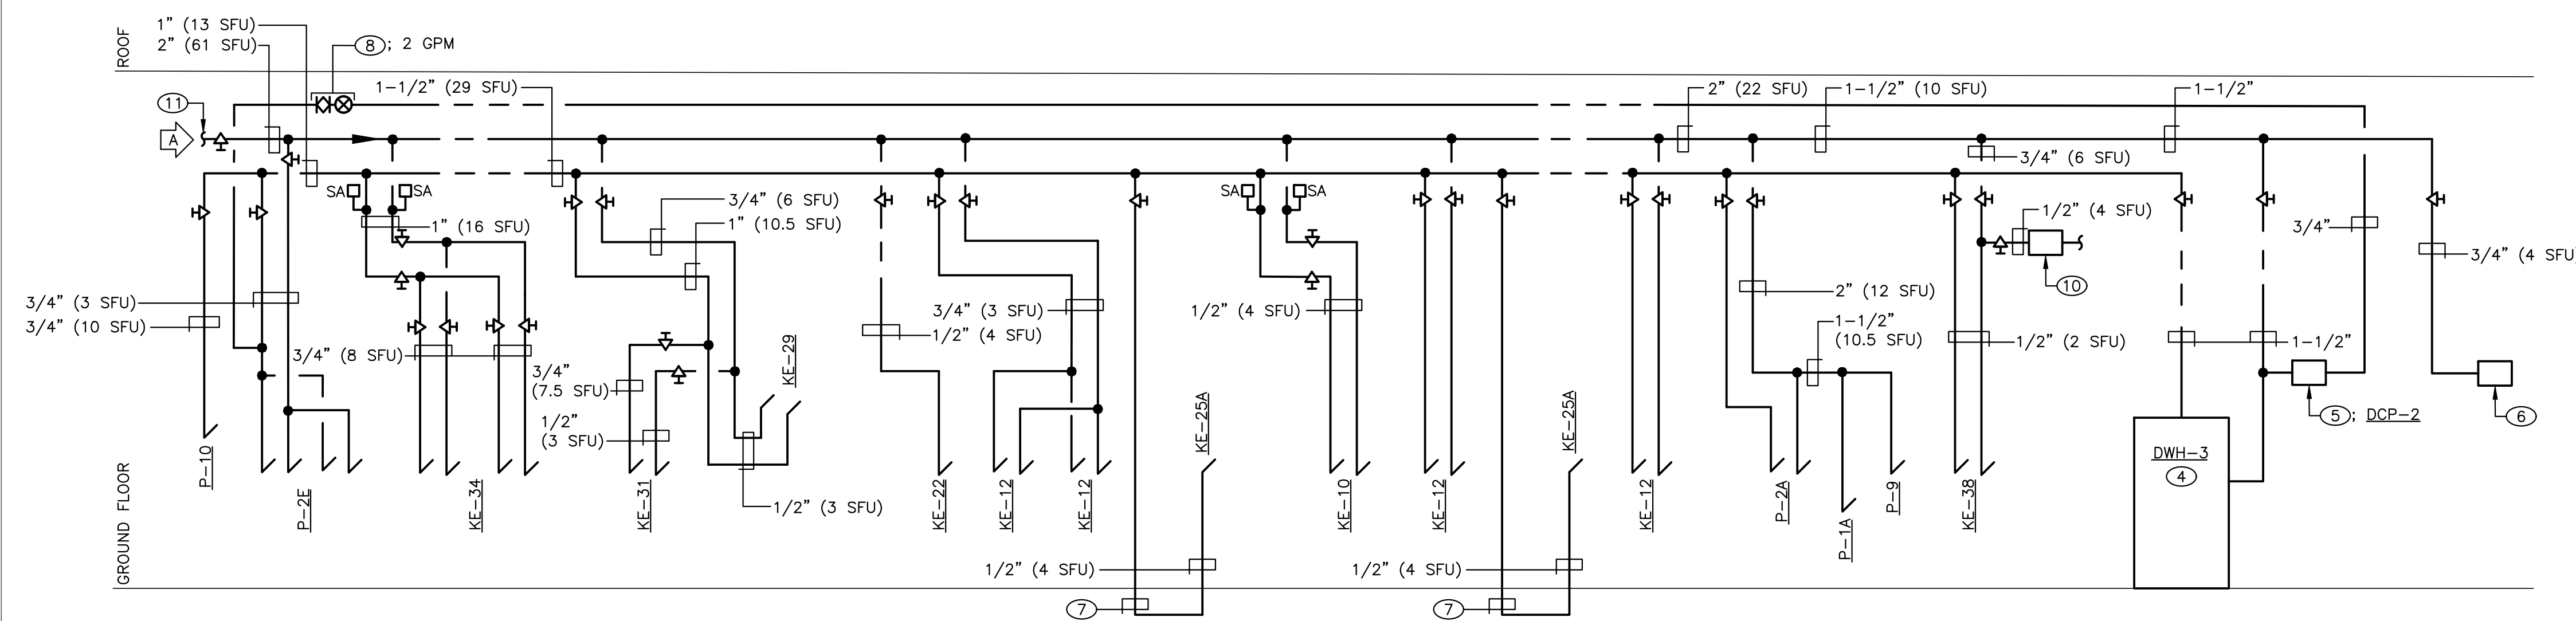 ROOF
1” (13 SFU)
2” (61 SFU)
8; 2 GPM
1-1/2” (29 SFU)
2” (22 SFU)
1-1/2” (10 SFU)
1-1/2”
11
A
3/4” (6 SFU)
SA
SA
SA
SA
3/4” (6 SFU)
1” (10.5 SFU)
1” (16 SFU)
1/2” (4 SFU)
3/4”
3/4” (4 SFU
10
3/4” (3 SFU)
3/4” (10 SFU)
3/4” (8 SFU)
3/4”
(7.5 SFU)
1/2”
(3 SFU)
KE-29
3/4” (3 SFU)
1/2” (4 SFU)
1/2” (4 SFU)
2” (12 SFU)
1-1/2”
(10.5 SFU)
1/2” (2 SFU)
1-1/2”
KE-25A
KE-25A
5; DCP-2
6
P-10
P-2E
KE-34
KE-31
1/2” (3 SFU)
KE-22
KE-12
KE-12
KE-10
KE-12
KE-12
P-2A
P-1A
P-9
KE-38
DWH-3
4
GROUND FLOOR
1/2” (4 SFU)
1/2” (4 SFU)
7
7